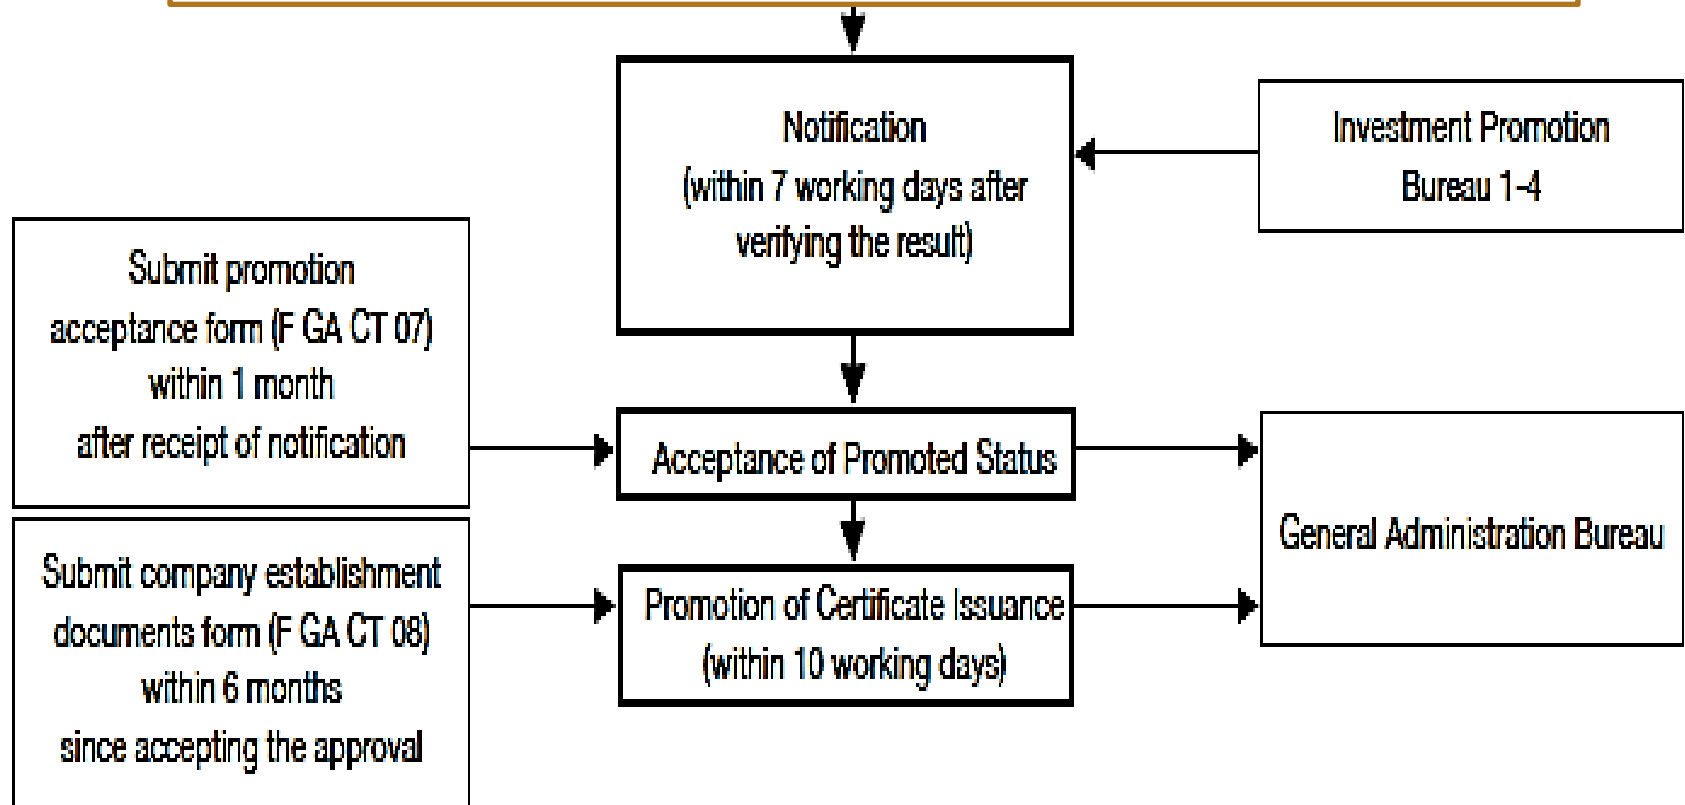 Notification
(within 7 working days after
verifying the result)
Investment Promotion
Bureau 1-4
Submit promotion
acceptance form (F GA CT 07)
within 1 month
after receipt of notification
Acceptance of Promoted Status
General Administration Bureau
Submit company establishment
documents form (F GA CT 08)
within 6 months
since accepting the approval
Promotion of Certificate Issuance
(within 10 working days)